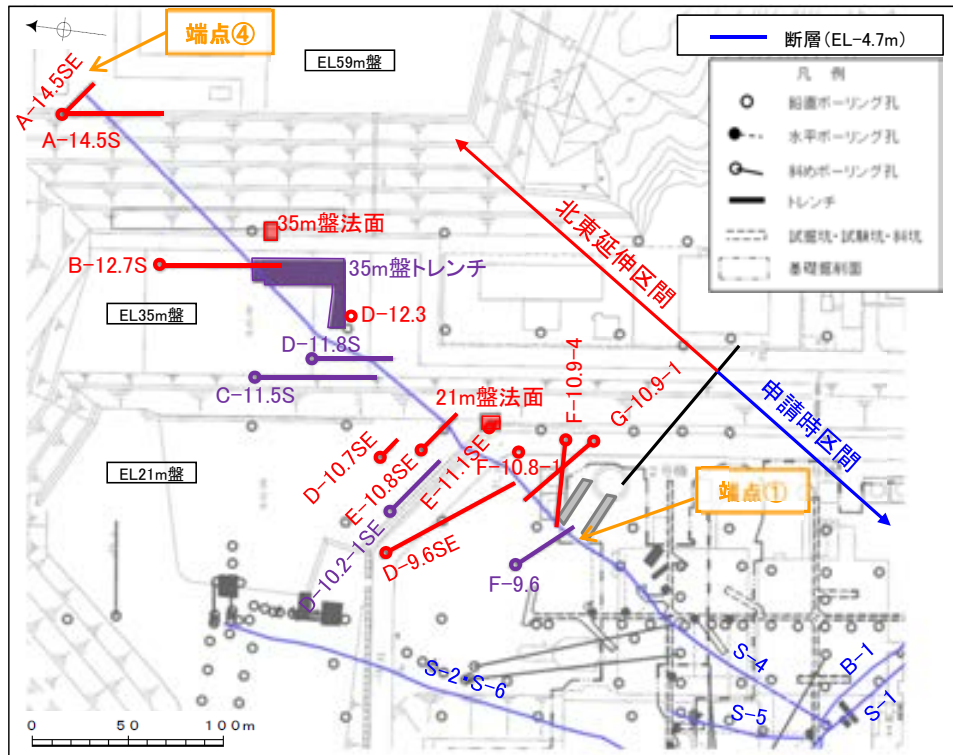 端点④
EL59m盤
断層(EL-4.7m)
凡 例
鉛直ボーリング孔
水平ボーリング孔
斜めボーリング孔
トレンチ
試掘坑・試験坑・斜坑
基礎掘削面
A-14.5SE
A-14.5S
北東延伸区間
35m盤法面
B-12.7S
35m盤トレンチ
EL35m盤
D-12.3
D-11.8S
C-11.5S
F-10.9-4
G-10.9-1
申請時区間
21m盤法面
D-10.7SE
E-10.8SE
E-11.1SE
F-10.8-1
EL21m盤
端点①
D-10.2-1SE
D-9.6SE
F-9.6
S-2・S-6
S-4
B-1
S-1
S-5
0 50 100m